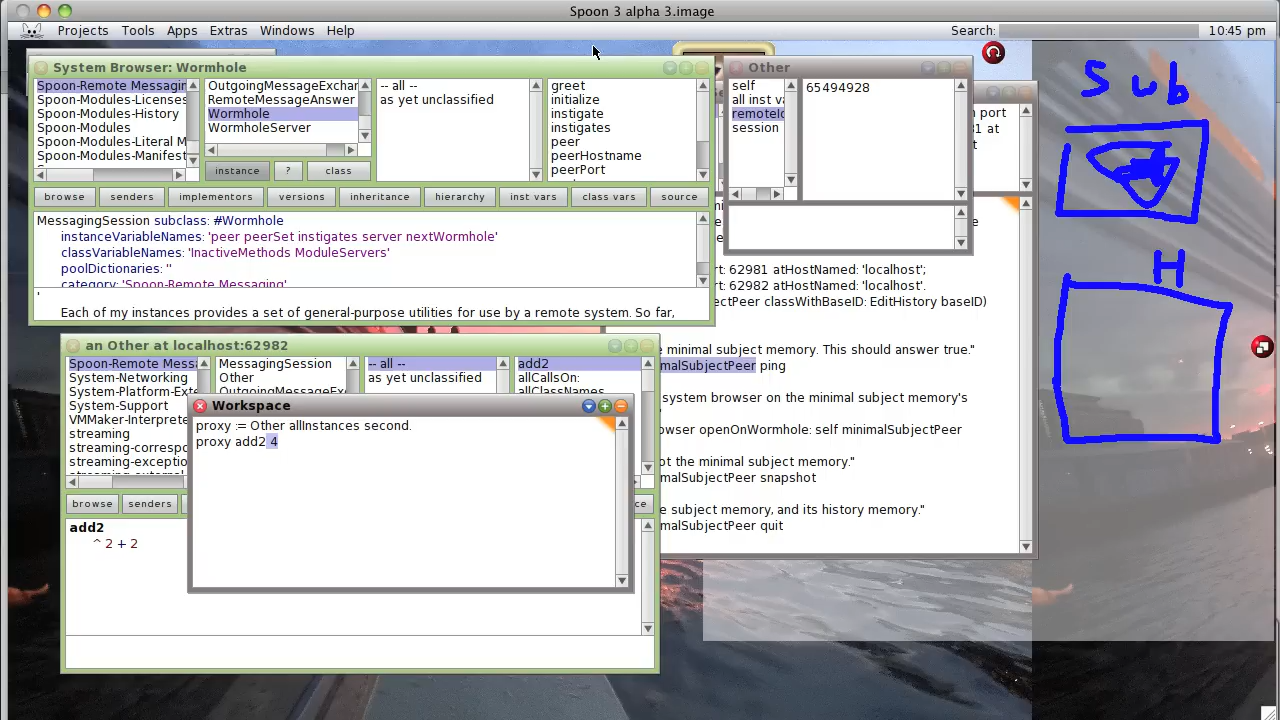 Spoon 3 alpha 3.image
Projects Tools Apps Extras Windows Help Search: 10:45 pm
System Browser: Wormhole
Spoon-Remote Messagin
Spoon-Modules-Licenses
Spoon-Modules-History
Spoon-Modules
Spoon-Modules-Literal M
Spoon-Modules-Manifest
OutgoingMessageExchan
RemoteMessageAnswer
Wormhole
WormholeServer
instance ? class
-- all --
as yet unclassified
greet
initialize
instigate
instigates
peer
peerHostname
peerPort
browse senders implementors versions inheritance hierarchy inst vars class vars source
MessagingSession subclass: #Wormhole
instanceVariableNames: 'peer peerSet instigates server nextWormhole'
classVariableNames: 'InactiveMethods ModuleServers'
poolDictionaries: ''
category: 'Spoon-Remote Messaging'
'
Each of my instances provides a set of general-purpose utilities for use by a remote system. So far,
Other
self
all inst va
remoteId
session
65494928
n port
81 at
rt: 62981 atHostNamed: 'localhost';
rt: 62982 atHostNamed: 'localhost'.
jectPeer classWithBaseID: EditHistory baseID)
e minimal subject memory. This should answer true."
malSubjectPeer ping
system browser on the minimal subject memory's
owser openOnWormhole: self minimalSubjectPeer
ot the minimal subject memory."
malSubjectPeer snapshot
e subject memory, and its history memory."
malSubjectPeer quit
an Other at localhost:62982
Spoon-Remote Messa
System-Networking
System-Platform-Exte
System-Support
VMMaker-Interprete
streaming
streaming-correspo
streaming-exceptio
MessagingSession
Other
OutgoingMessageEx
-- all --
as yet unclassified
add2
allCallsOn:
allClassNames
browse senders ce
add2
^ 2 + 2
Workspace
proxy := Other allInstances second.
proxy add2 4
Sub
H